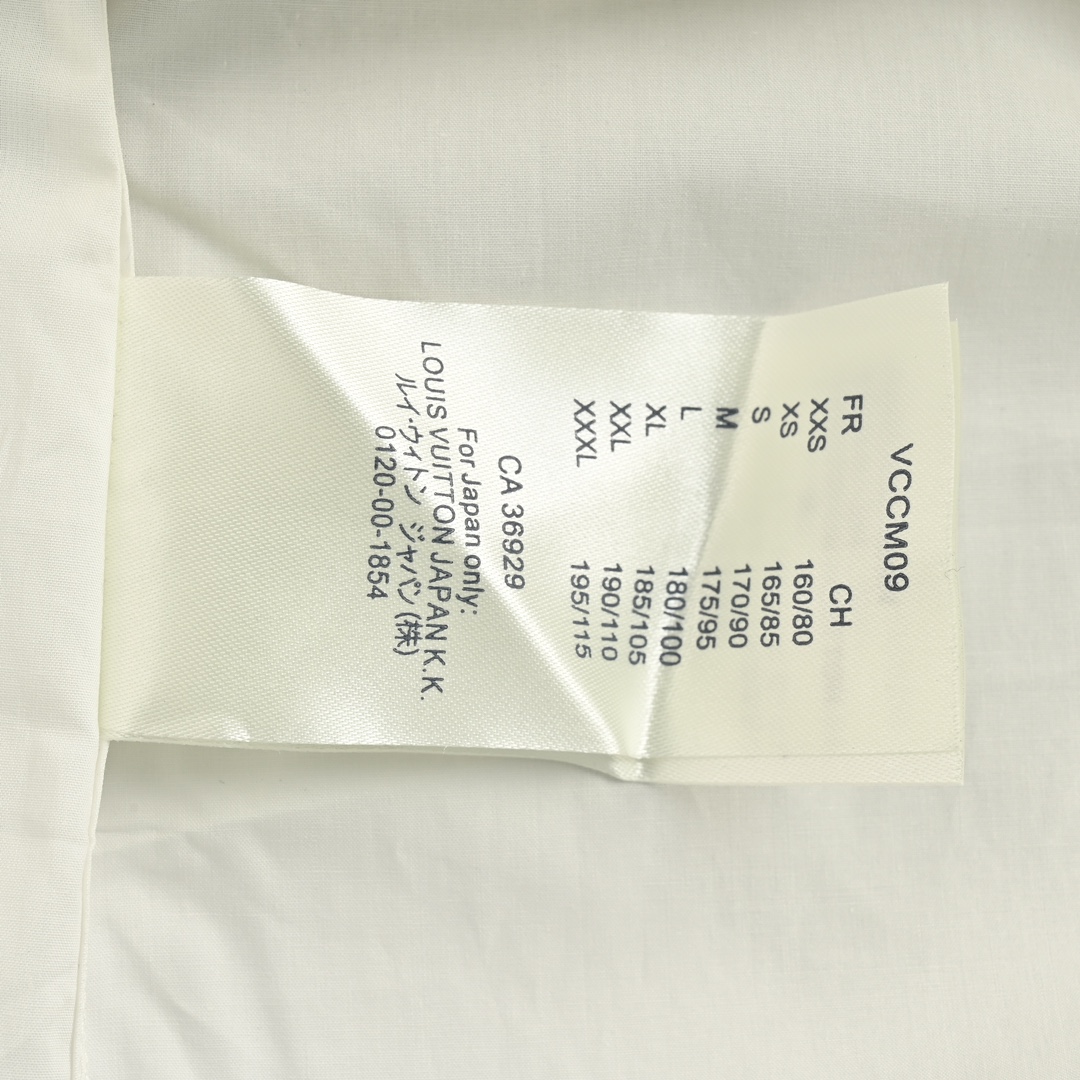 VCCM09
FR CH
XXS 160/80
XS 165/85
S 170/90
M 175/95
L 180/100
XL 185/105
XXL 190/110
XXXL 195/115
CA 36929
For Japan only:
LOUIS VUITTON JAPAN K.K.
ルイ・ウィトン ジャパン(株)
0120-00-1854